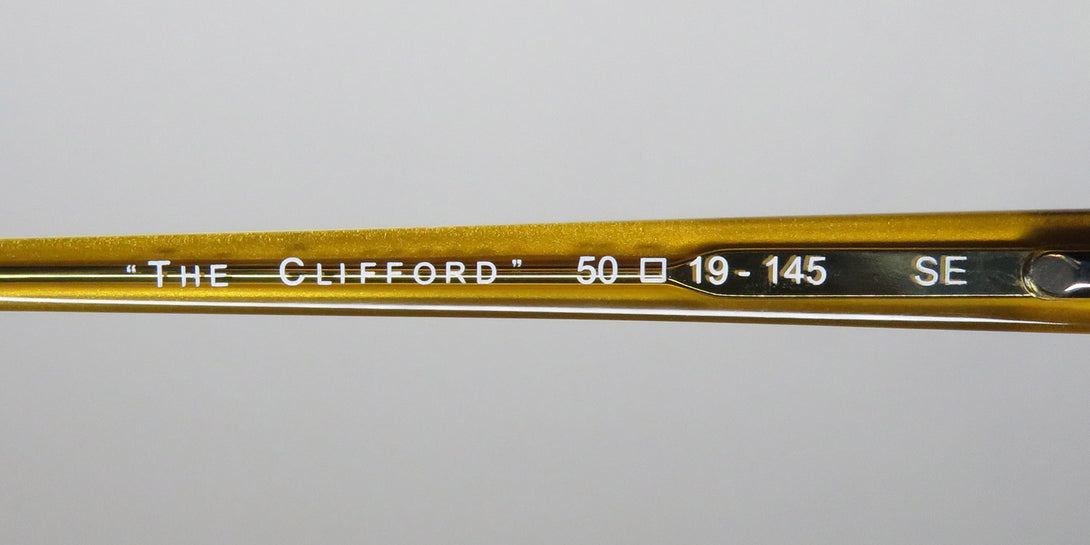 “THE CLIFFORD” 50 □ 19 - 145 SE